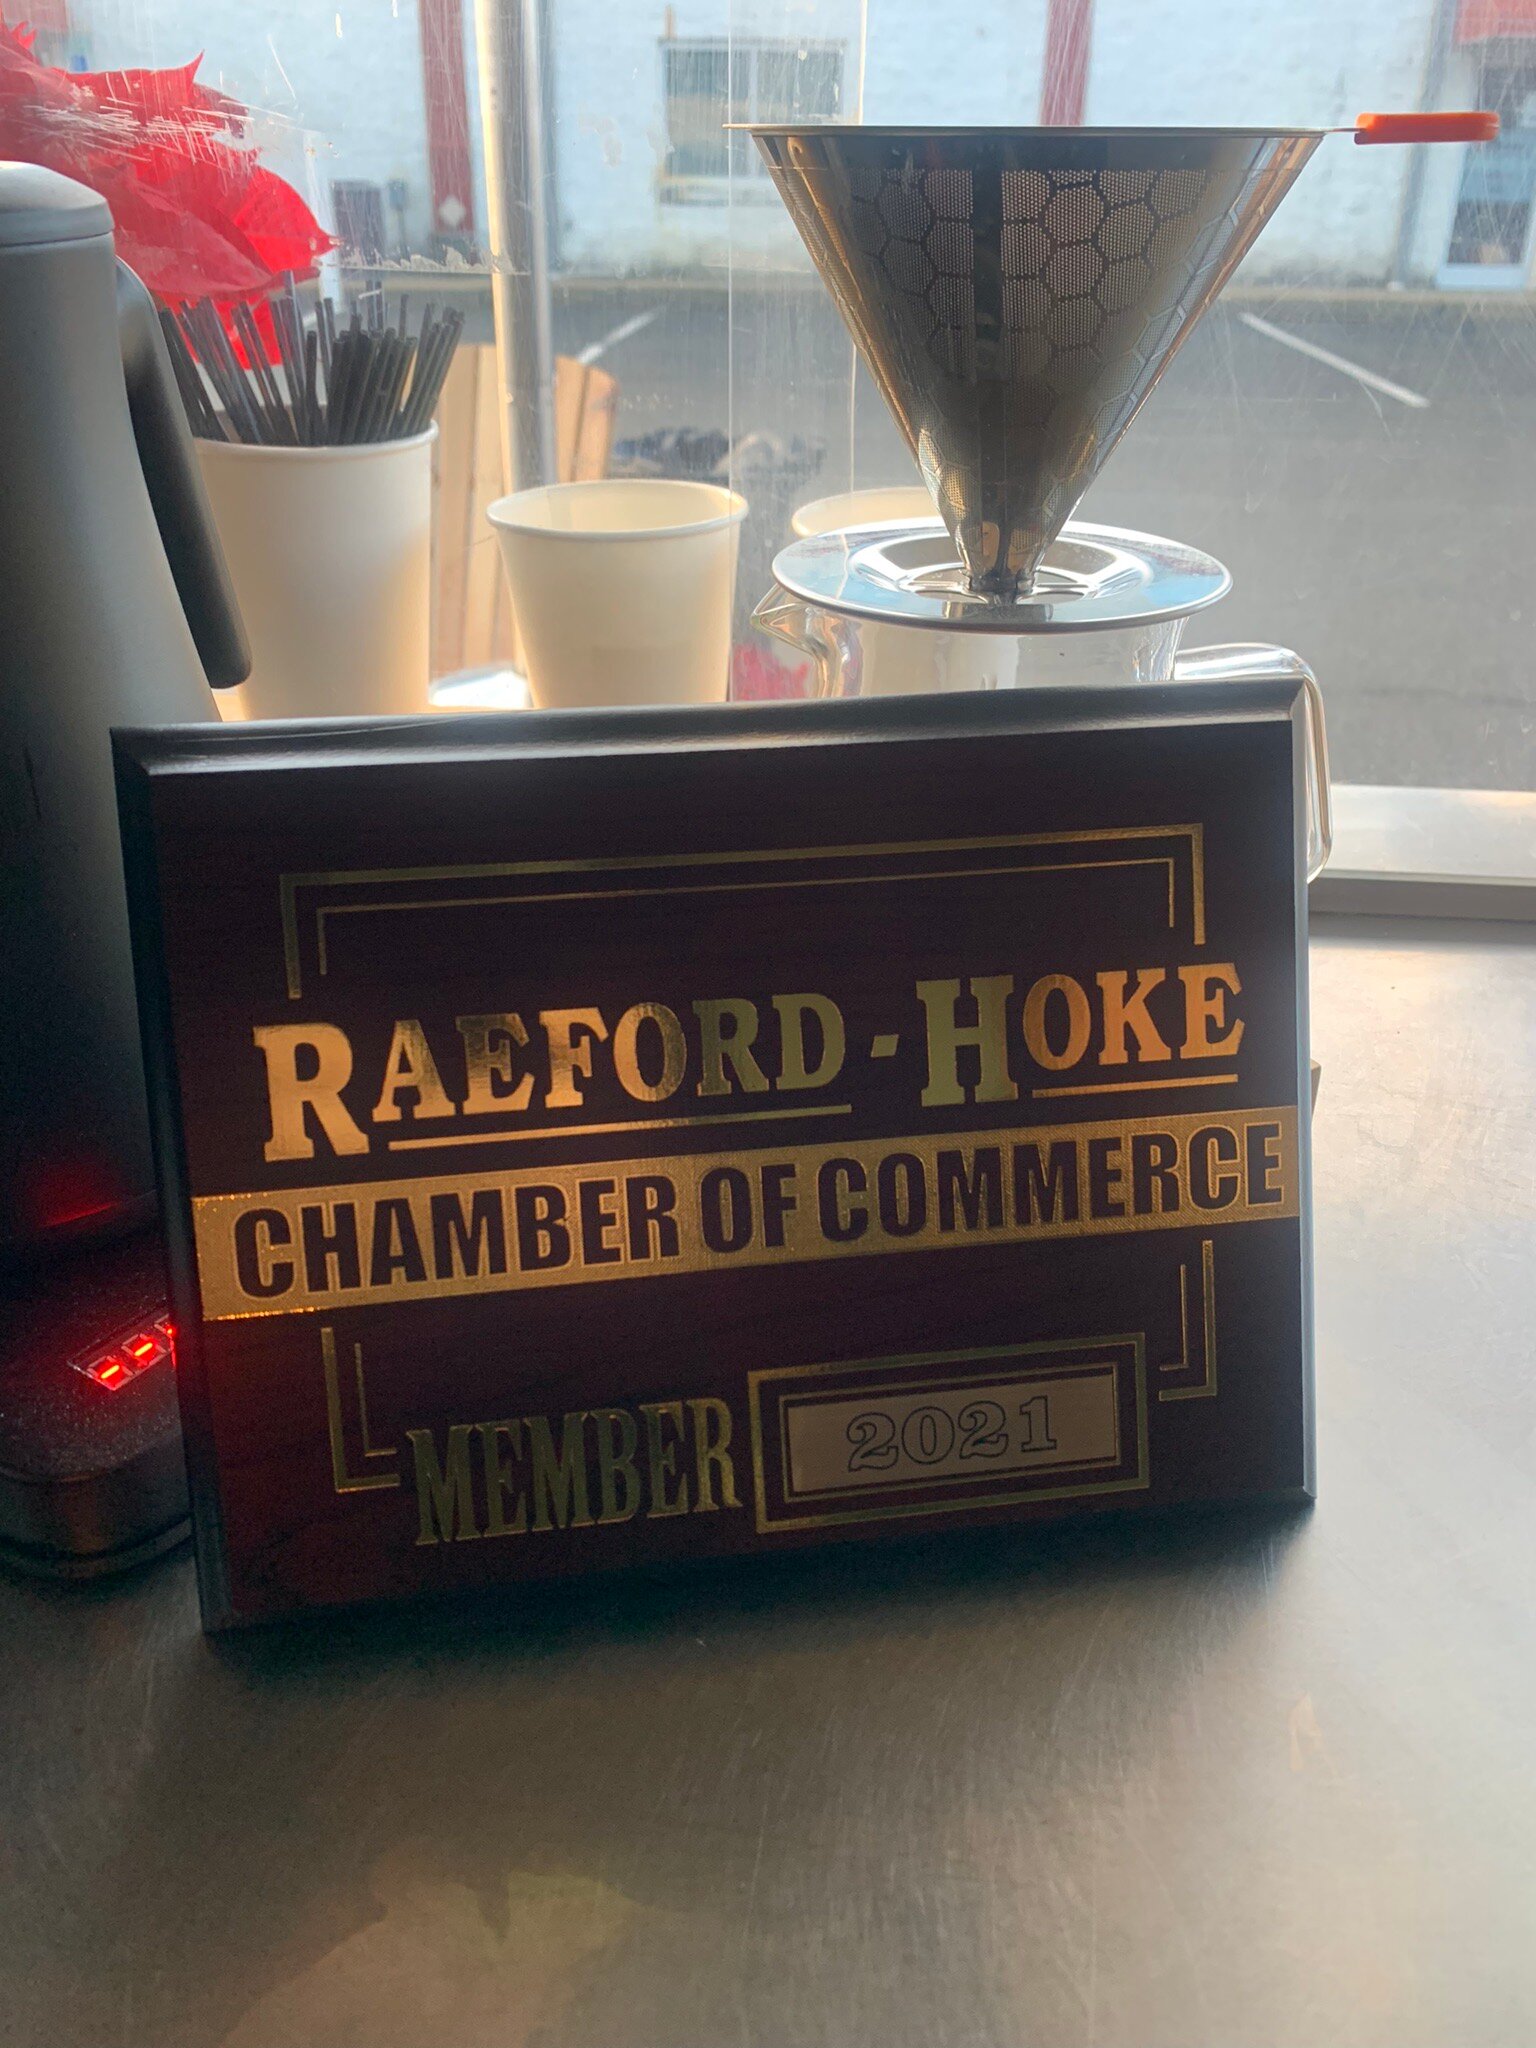 RAEFORD-HOKE
CHAMBER OF COMMERCE
MEMBER 2021